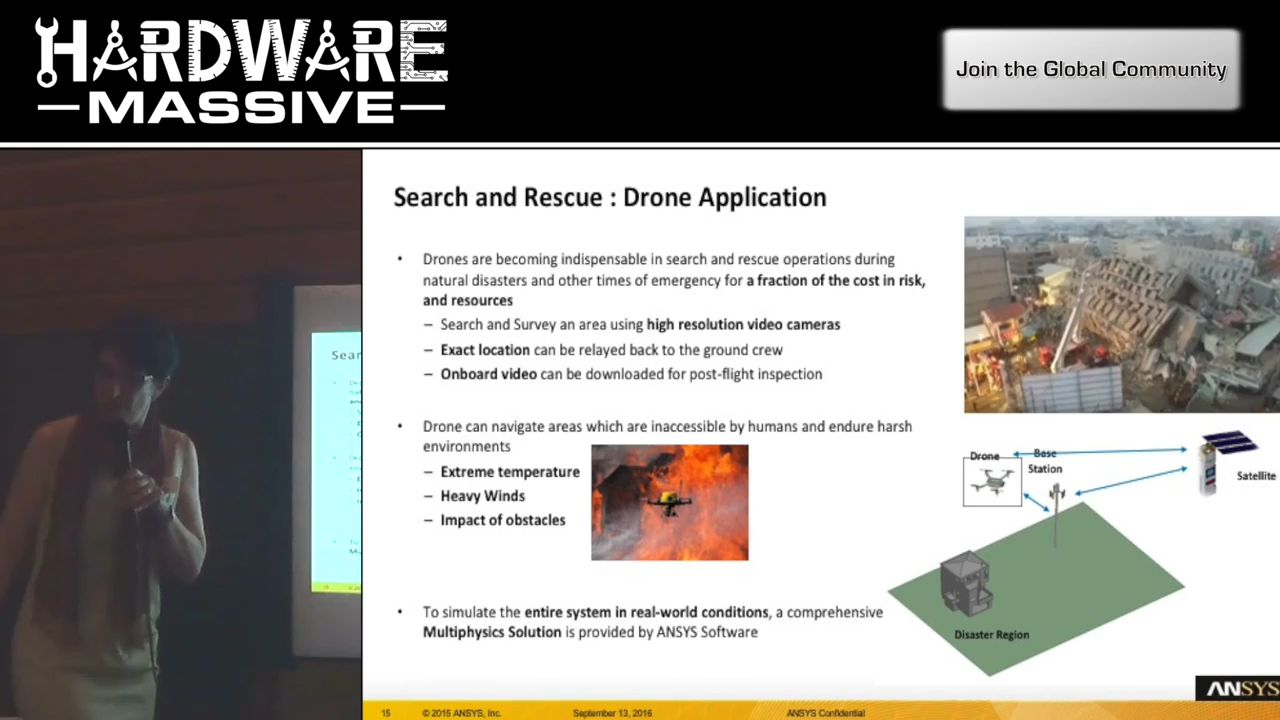 HARDWARE
—MASSIVE—
Join the Global Community
Search and Rescue : Drone Application
• Drones are becoming indispensable in search and rescue operations during
natural disasters and other times of emergency for a fraction of the cost in risk,
and resources
– Search and Survey an area using high resolution video cameras
– Exact location can be relayed back to the ground crew
– Onboard video can be downloaded for post-flight inspection
• Drone can navigate areas which are inaccessible by humans and endure harsh
environments
– Extreme temperature
– Heavy Winds
– Impact of obstacles
• To simulate the entire system in real-world conditions, a comprehensive
Multiphysics Solution is provided by ANSYS Software
Drone
Base
Station
Satellite
Disaster Region
ANSYS
15 © 2015 ANSYS, Inc. September 13, 2016 ANSYS Confidential
Sear